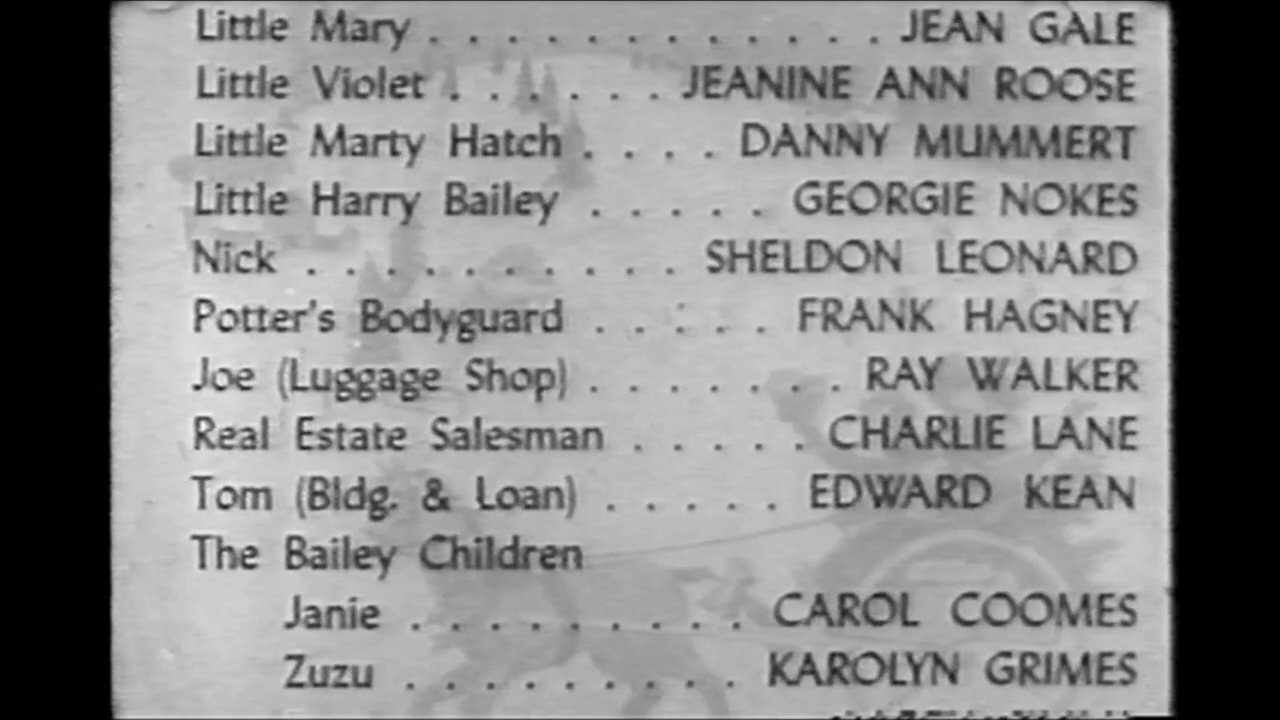 Little Mary . . . . . . . . . . . . . . JEAN GALE
Little Violet . . . . . . JEANINE ANN ROOSE
Little Marty Hatch . . . . DANNY MUMMERT
Little Harry Bailey . . . . . GEORGIE NOKES
Nick . . . . . . . . . . . SHELDON LEONARD
Potter's Bodyguard . . . . . FRANK HAGNEY
Joe (Luggage Shop) . . . . . . . RAY WALKER
Real Estate Salesman . . . . . CHARLIE LANE
Tom (Bldg. & Loan) . . . . . EDWARD KEAN
The Bailey Children
Janie . . . . . . . . . CAROL COOMES
Zuzu . . . . . . . . . KAROLYN GRIMES